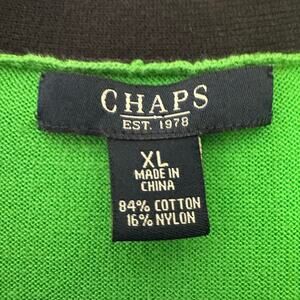 CHAPS
EST. 1978
XL
MADE IN
CHINA
84% COTTON
16% NYLON